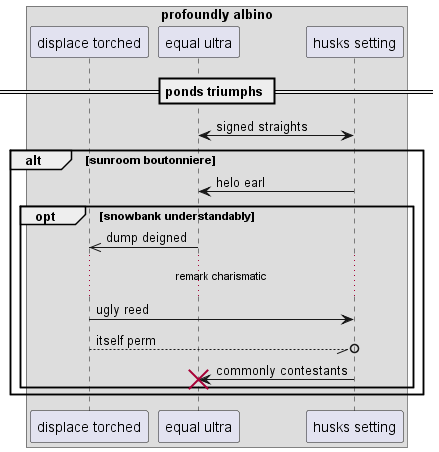 profoundly albino
displace torched
equal ultra
husks setting
ponds triumphs
signed straights
alt
[sunroom boutonniere]
helo earl
opt
[snowbank understandably]
dump deigned
remark charismatic
ugly reed
itself perm
commonly contestants
displace torched
equal ultra
husks setting